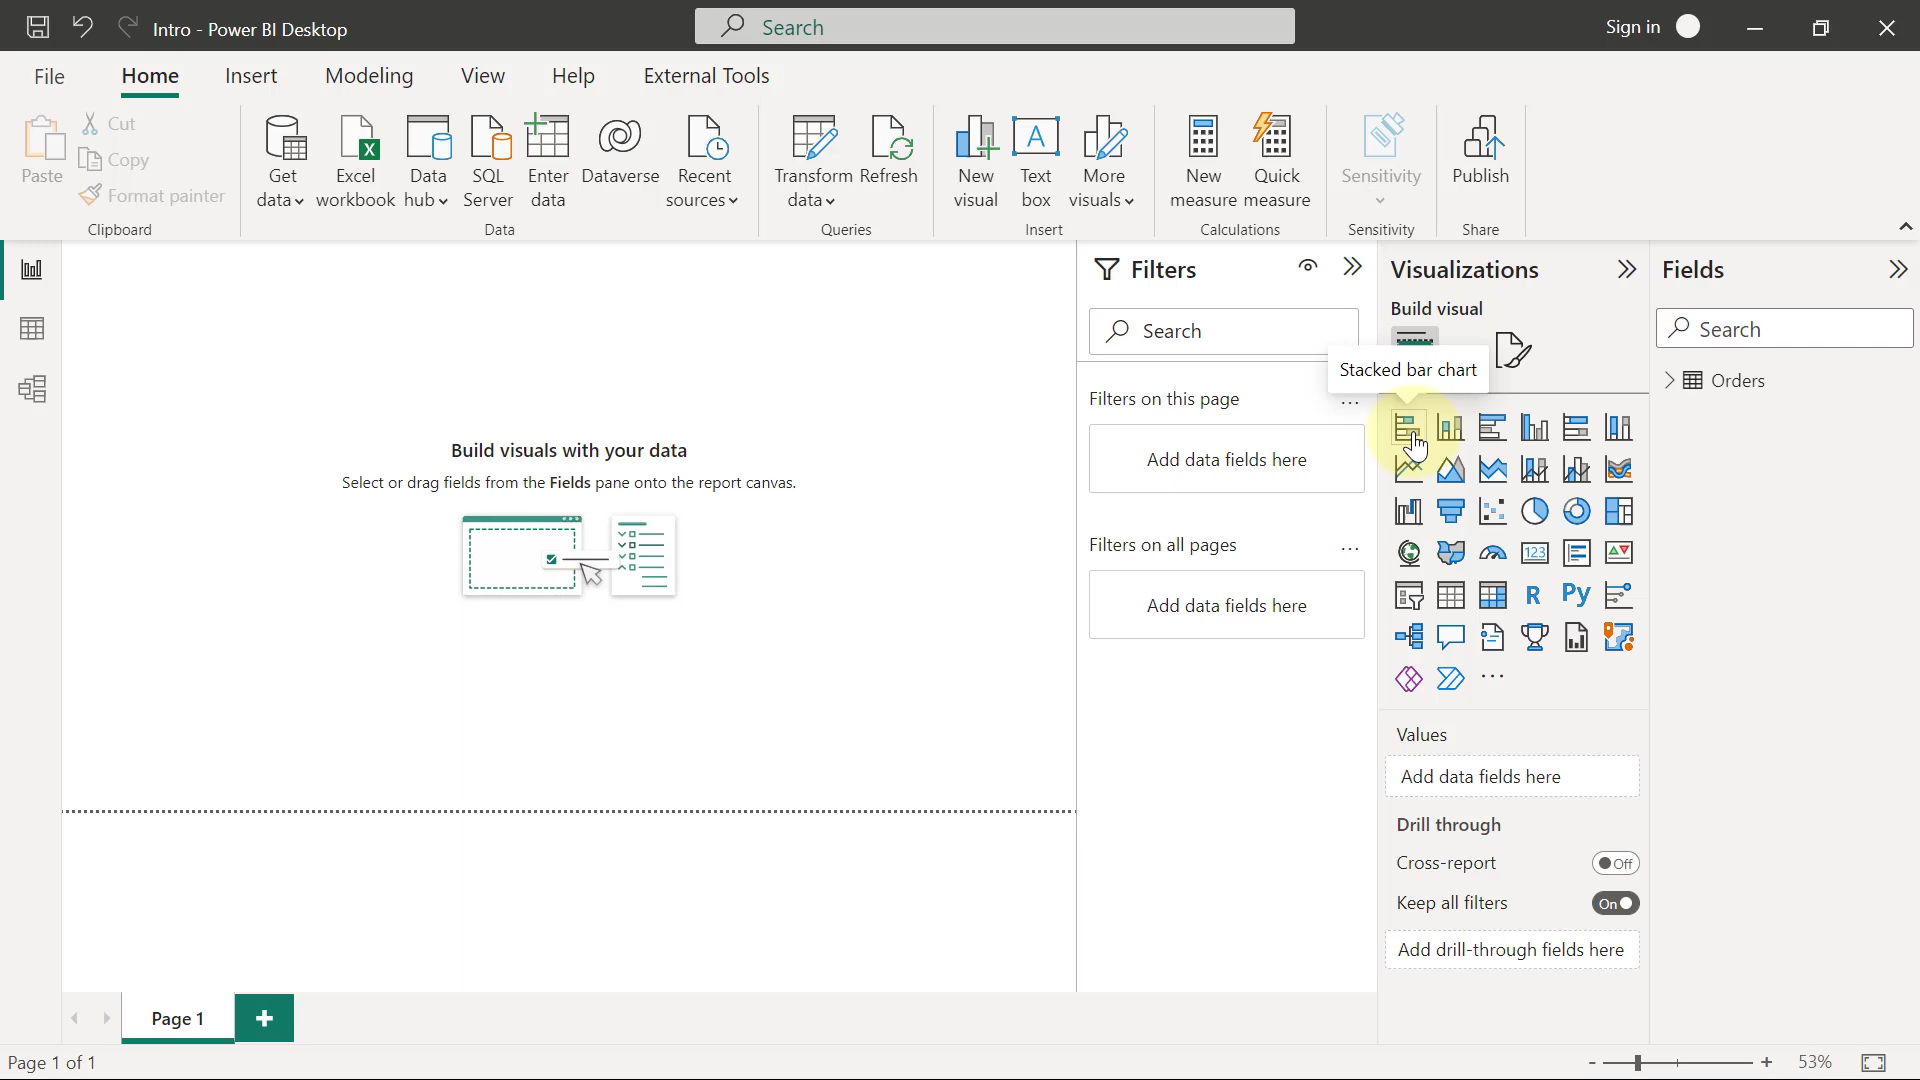 Intro - Power BI Desktop
Search
Sign in
File
Home
Insert
Modeling
View
Help
External Tools
Paste
Cut
Copy
Format painter
Clipboard
Get data
Excel workbook
Data hub
SQL Server
Enter data
Dataverse
Recent sources
Data
Transform data
Refresh
Queries
New visual
Text box
More visuals
Insert
New measure
Quick measure
Calculations
Sensitivity
Sensitivity
Publish
Share
Build visuals with your data
Select or drag fields from the Fields pane onto the report canvas.
Filters
Search
Filters on this page
...
Add data fields here
Filters on all pages
...
Add data fields here
Visualizations
Build visual
Stacked bar chart
123
R
Py
...
Values
Add data fields here
Drill through
Cross-report
Off
Keep all filters
On
Add drill-through fields here
Fields
Search
Orders
Page 1
Page 1 of 1
- + 53%